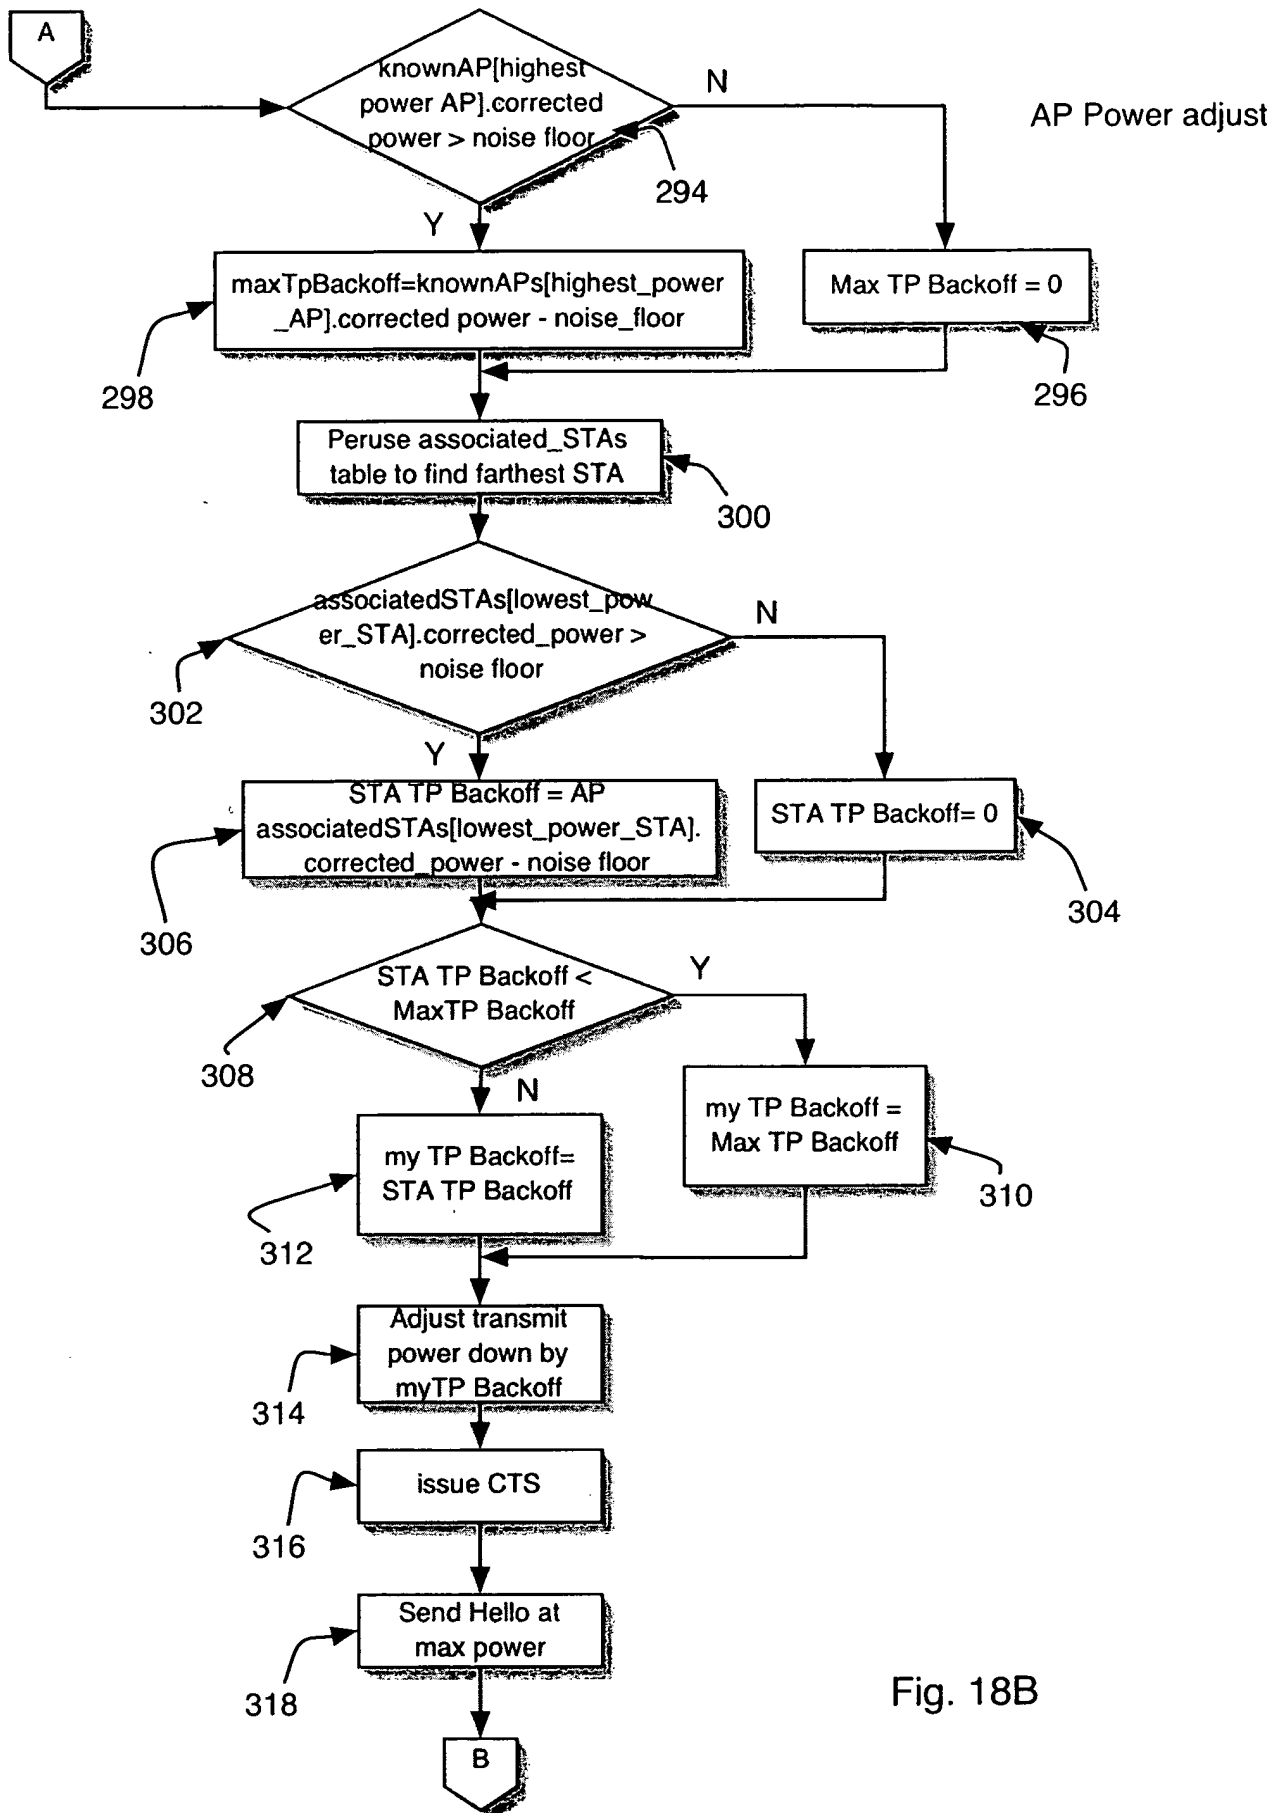 A
knownAP[highest
power AP].corrected
power > noise floor
N
AP Power adjust
294
Y
maxTpBackoff=knownAPs[highest_power
_AP].corrected power - noise_floor
Max TP Backoff = 0
298
296
Peruse associated_STAs
table to find farthest STA
300
associatedSTAs[lowest_pow
er_STA].corrected_power >
noise floor
N
302
Y
STA TP Backoff = AP
associatedSTAs[lowest_power_STA].
corrected_power - noise floor
STA TP Backoff= 0
304
306
STA TP Backoff <
MaxTP Backoff
Y
308
N
my TP Backoff =
Max TP Backoff
my TP Backoff=
STA TP Backoff
310
312
Adjust transmit
power down by
myTP Backoff
314
issue CTS
316
Send Hello at
max power
318
Fig. 18B
B